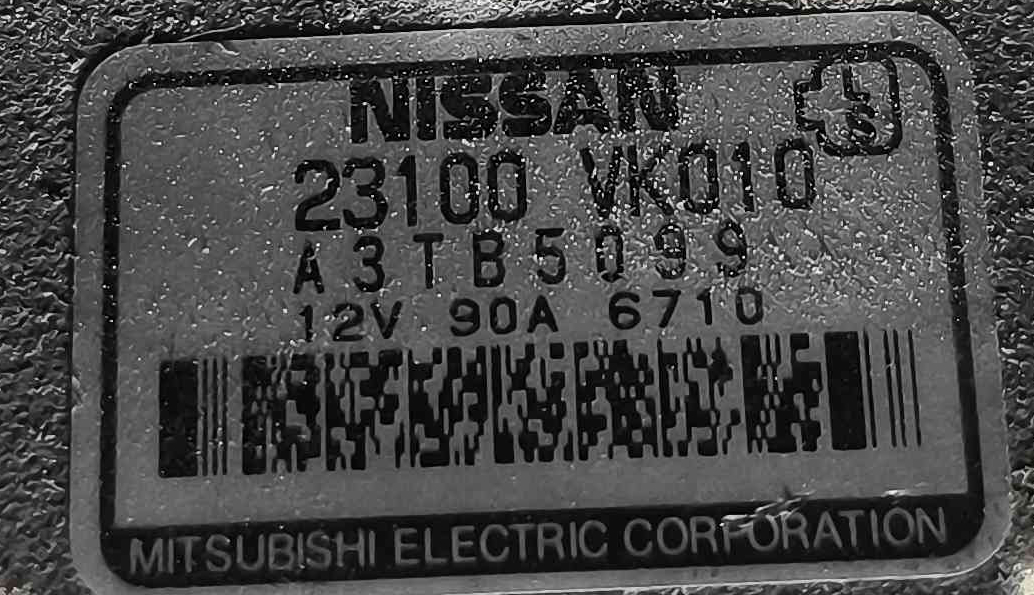 NISSAN
23100 VK010
A3TB5099
12V 90A 6710
MITSUBISHI ELECTRIC CORPORATION